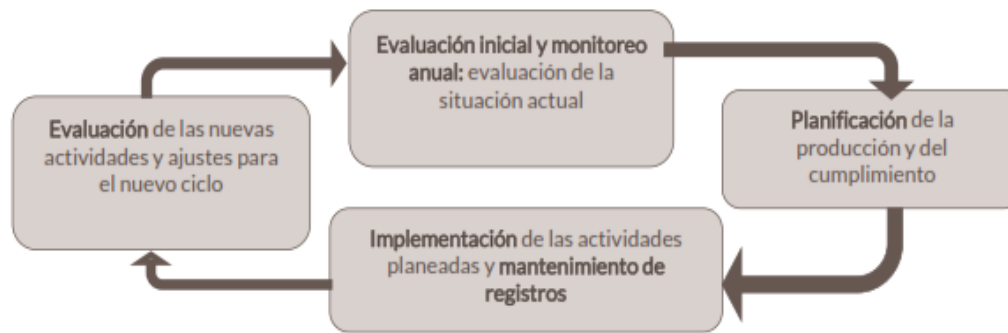 Evaluación inicial y monitoreo
anual: evaluación de la
situación actual
Planificación de la
producción y del
cumplimiento
Implementación de las actividades
planeadas y mantenimiento de
registros
Evaluación de las nuevas
actividades y ajustes para
el nuevo ciclo